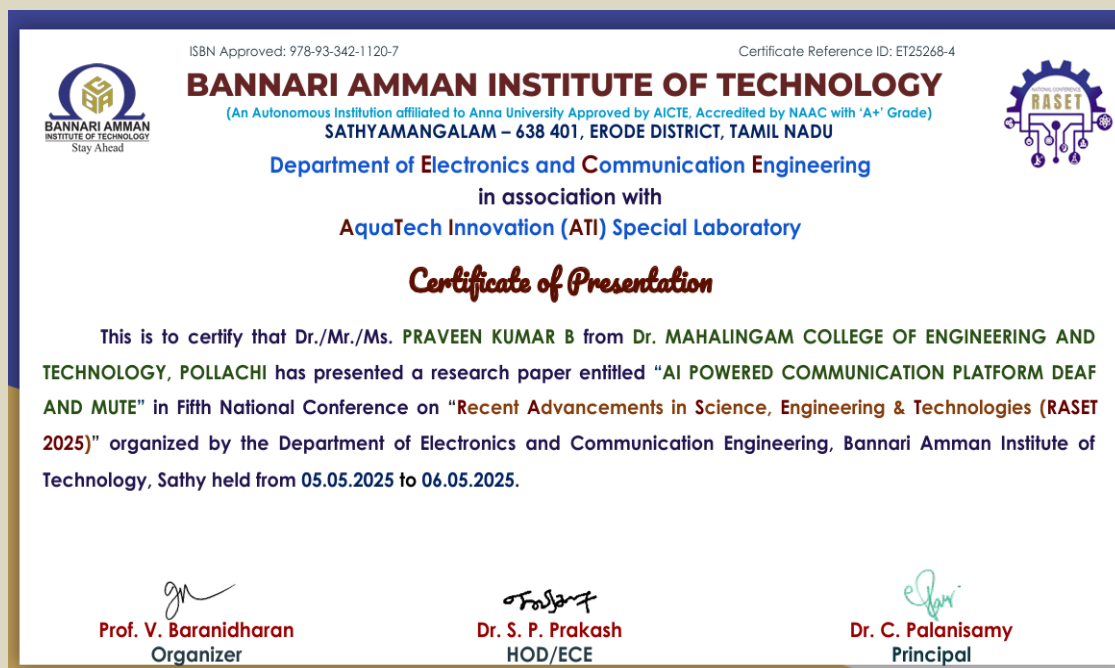 ISBN Approved: 978-93-342-1120-7
Certificate Reference ID: ET25268-4
BANNARI AMMAN INSTITUTE OF TECHNOLOGY
(An Autonomous Institution affiliated to Anna University Approved by AICTE, Accredited by NAAC with ‘A+’ Grade)
SATHYAMANGALAM – 638 401, ERODE DISTRICT, TAMIL NADU
BANNARI AMMAN
INSTITUTE OF TECHNOLOGY
Stay Ahead
NATIONAL CONFERENCE
RASET
Department of Electronics and Communication Engineering
in association with
AquaTech Innovation (ATI) Special Laboratory
Certificate of Presentation
This is to certify that Dr./Mr./Ms. PRAVEEN KUMAR B from Dr. MAHALINGAM COLLEGE OF ENGINEERING AND
TECHNOLOGY, POLLACHI has presented a research paper entitled “AI POWERED COMMUNICATION PLATFORM DEAF
AND MUTE” in Fifth National Conference on “Recent Advancements in Science, Engineering & Technologies (RASET
2025)” organized by the Department of Electronics and Communication Engineering, Bannari Amman Institute of
Technology, Sathy held from 05.05.2025 to 06.05.2025.
Prof. V. Baranidharan
Organizer
Dr. S. P. Prakash
HOD/ECE
Dr. C. Palanisamy
Principal